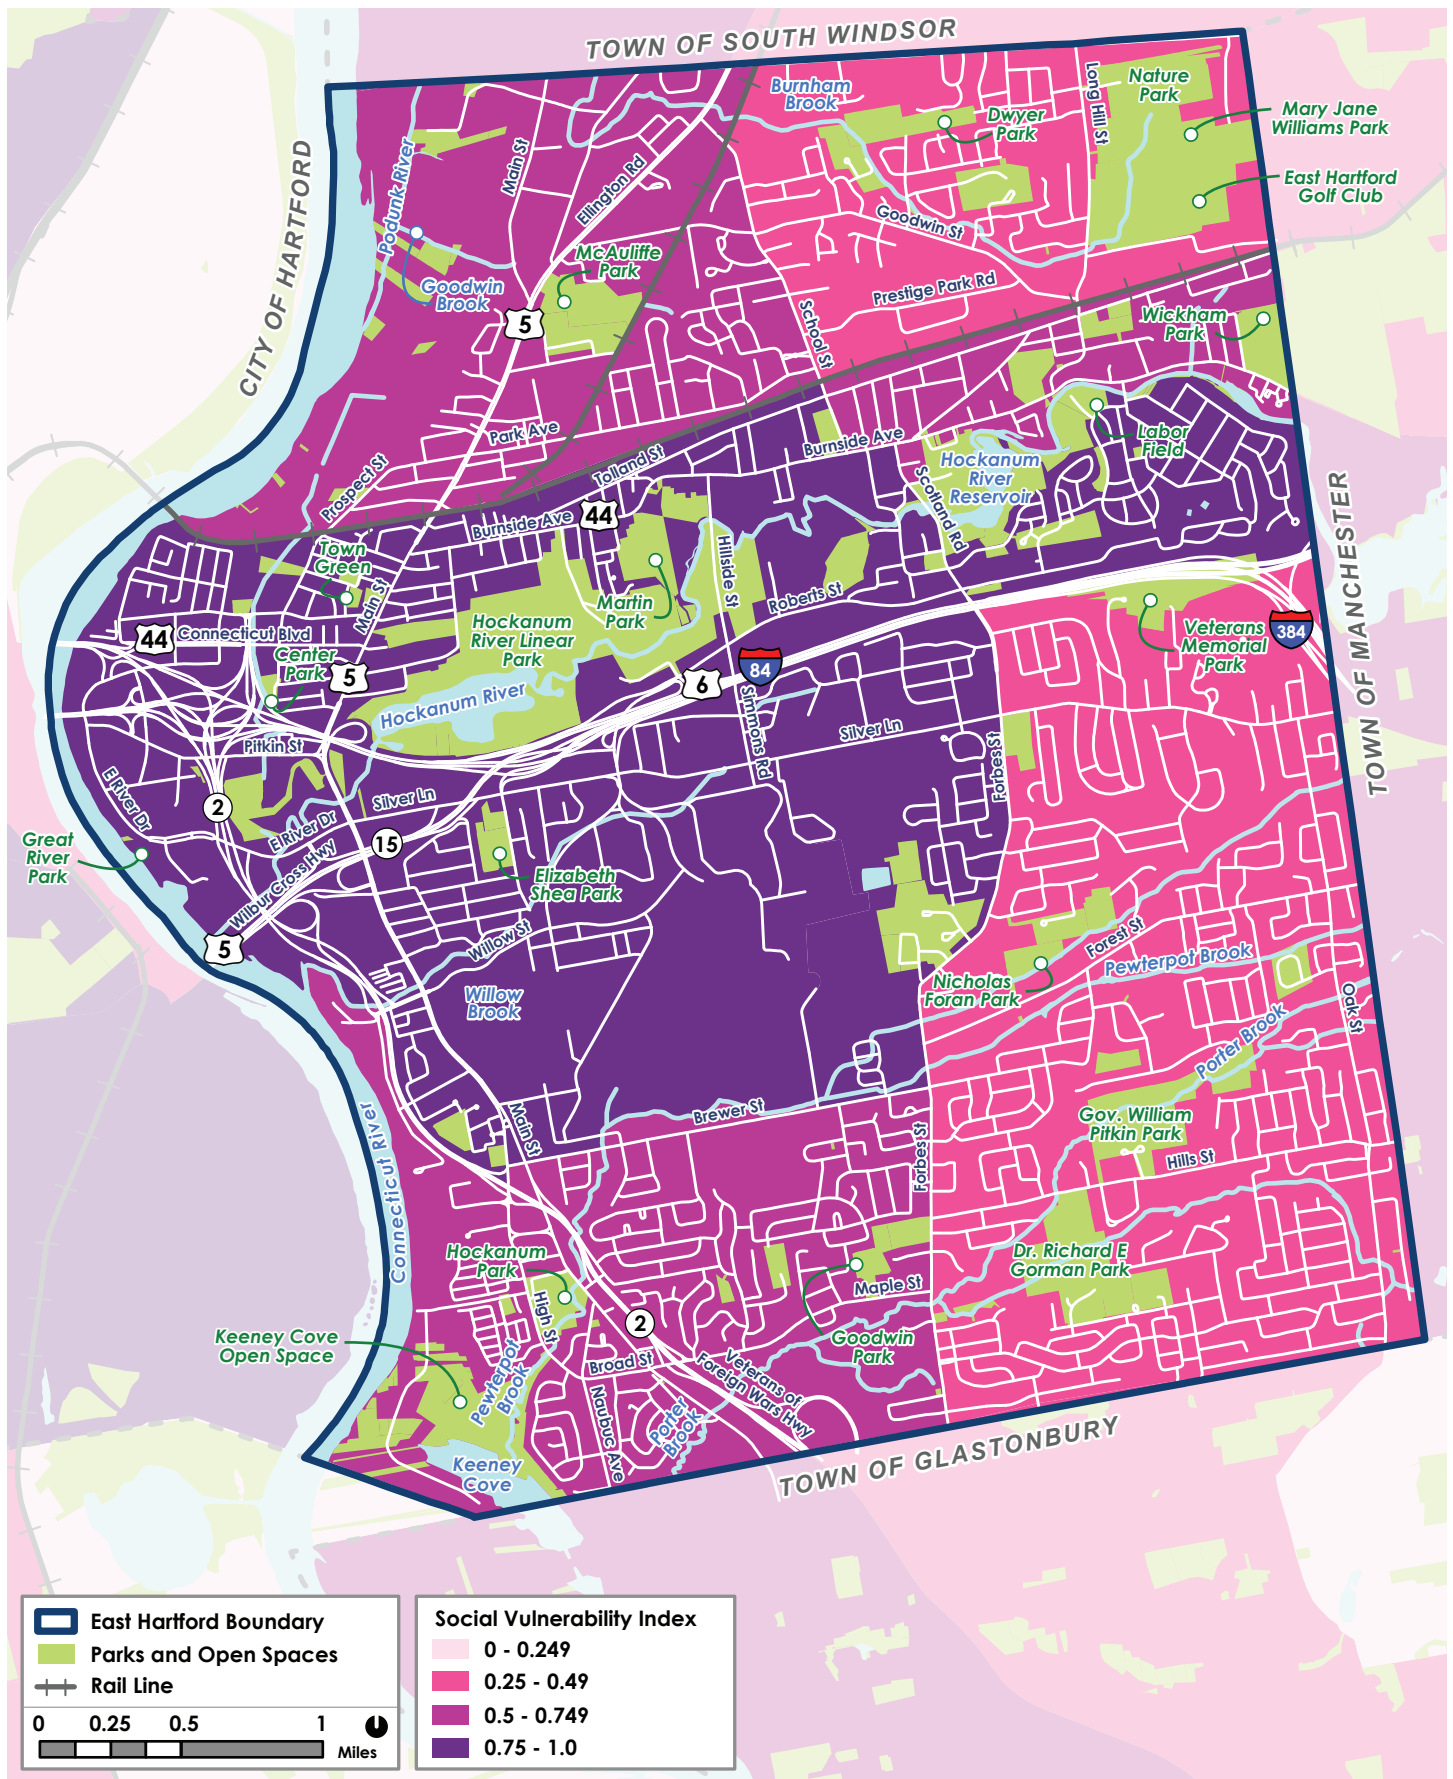 TOWN OF SOUTH WINDSOR
Burnham
Brook
Long Hill St
Nature
Park
Mary Jane
Williams Park
Dwyer
Park
CITY OF HARTFORD
Podunk River
Main St
Ellington Rd
East Hartford
Golf Club
Goodwin St
McAuliffe
Park
Goodwin
Brook
Prestige Park Rd
5
School St
Wickham
Park
Park Ave
Burnside Ave
Labor
Field
Tolland St
Prospect St
Hockanum
River
Reservoir
Scotland Rd
Burnside Ave
44
TOWN OF MANCHESTER
Town
Green
Main St
Hillside St
Martin
Park
Roberts St
Hockanum
River Linear
Park
44
Connecticut Blvd
Center
Park
5
Veterans
Memorial
Park
384
84
6
Hockanum River
Simmons Rd
Silver Ln
Pitkin St
Forbes St
E River Dr
2
Silver Ln
E River Dr
15
Great
River
Park
Wilbur Cross Hwy
Elizabeth
Shea Park
5
Willow St
Forest St
Pewterpot Brook
Nicholas
Foran Park
Willow
Brook
Oak St
Porter Brook
Connecticut River
Main St
Brewer St
Forbes St
Gov. William
Pitkin Park
Hills St
Hockanum
Park
Dr. Richard E
Gorman Park
Maple St
High St
2
Keeney Cove
Open Space
Goodwin
Park
Pewterpot
Brook
Broad St
Veterans of
Foreign Wars Hwy
Naubuc Ave
Porter
Brook
Keeney
Cove
TOWN OF GLASTONBURY
East Hartford Boundary
Parks and Open Spaces
Rail Line
0 0.25 0.5 1
Miles
Social Vulnerability Index
0 - 0.249
0.25 - 0.49
0.5 - 0.749
0.75 - 1.0